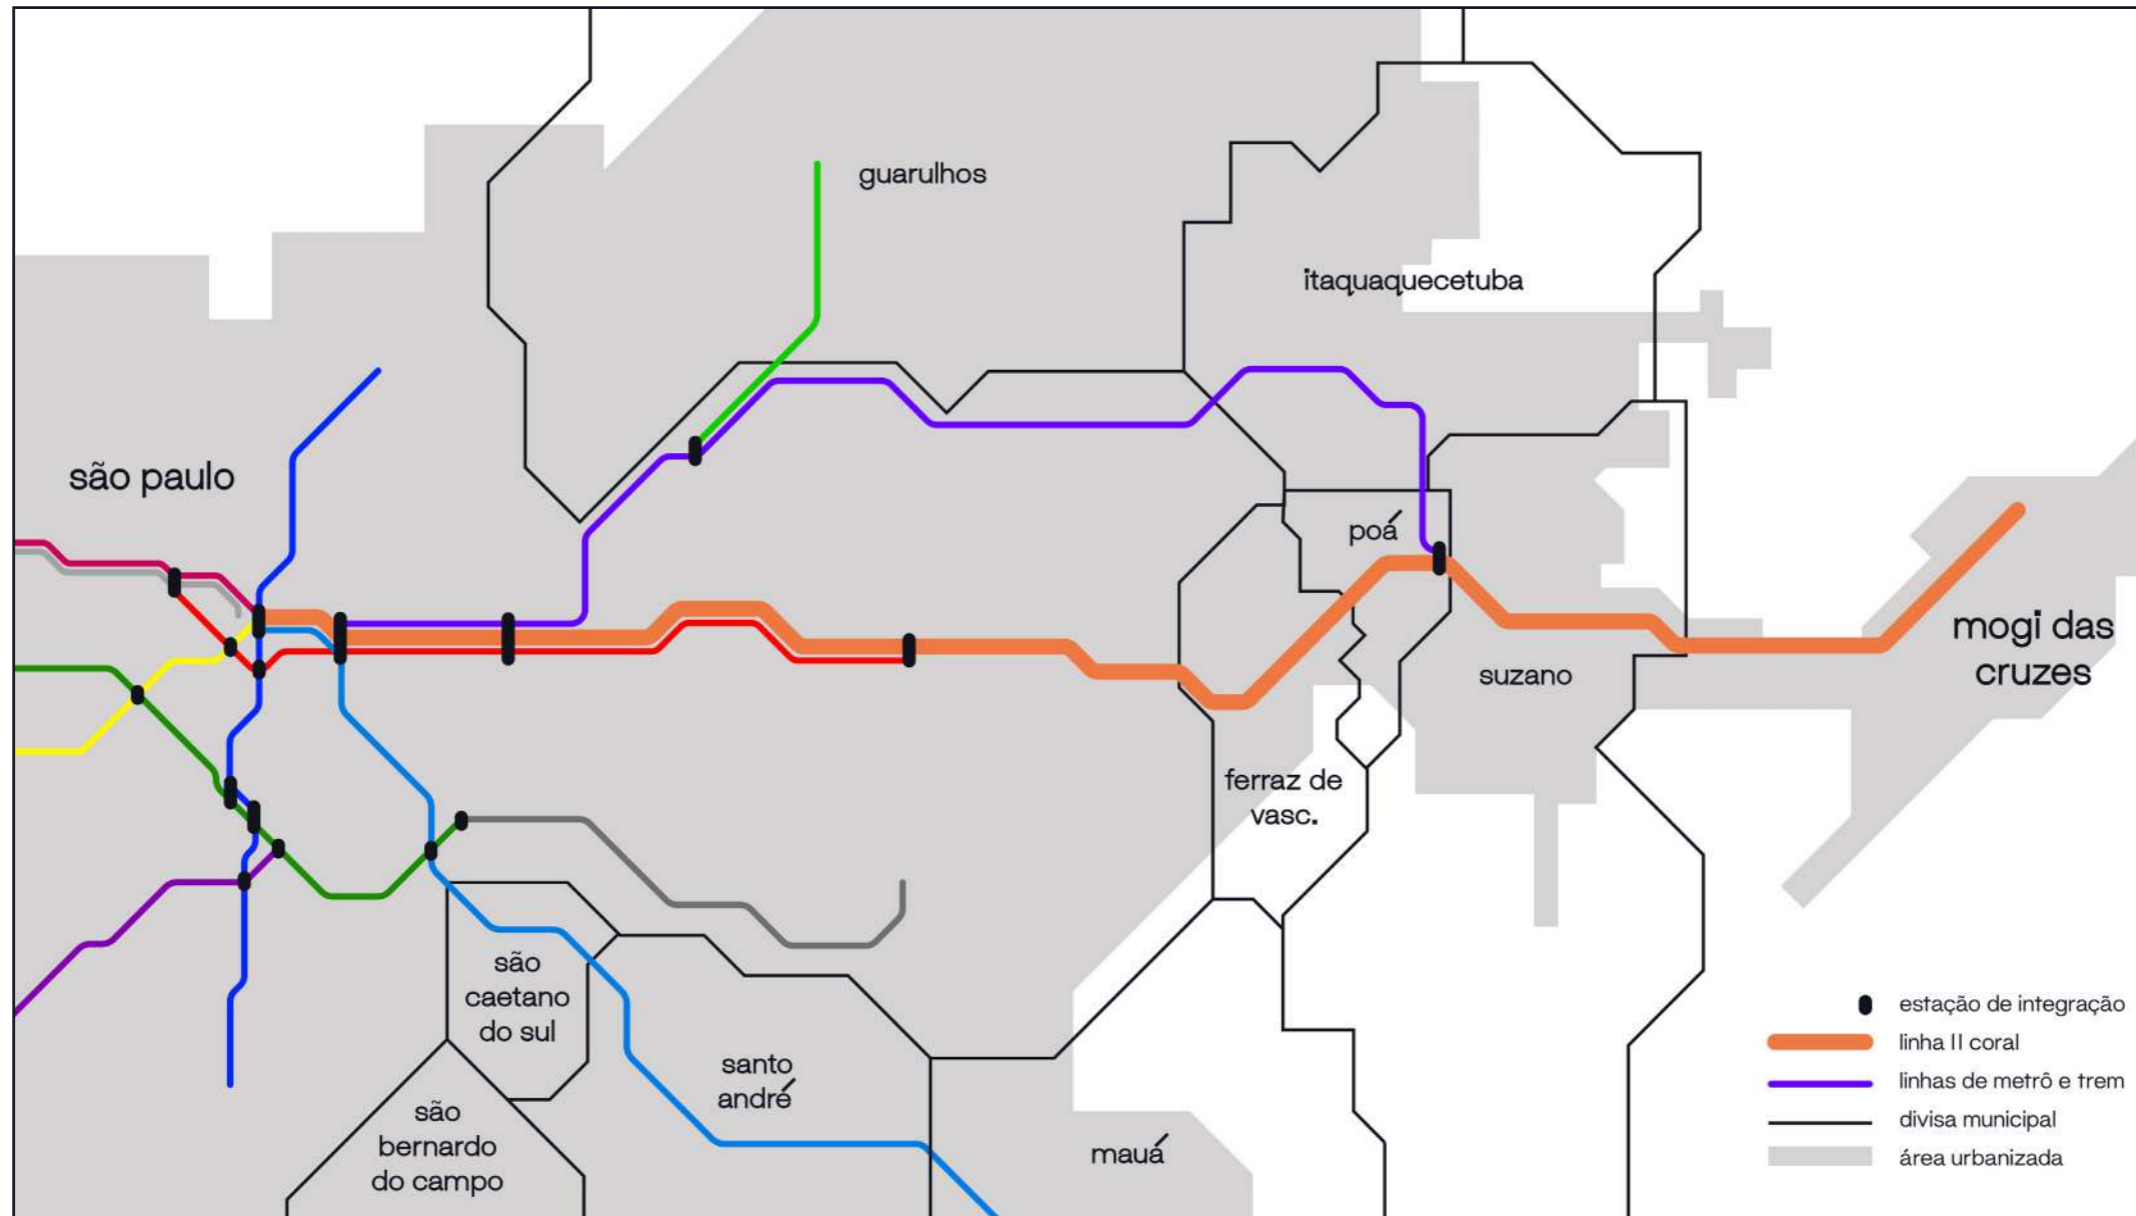 guarulhos
itaquaquecetuba
são paulo
poá
mogi das
cruzes
suzano
ferraz de
vasc.
são
caetano
do sul
santo
andré
são
bernardo
do campo
mauá
estação de integração
linha 11 coral
linhas de metrô e trem
divisa municipal
área urbanizada